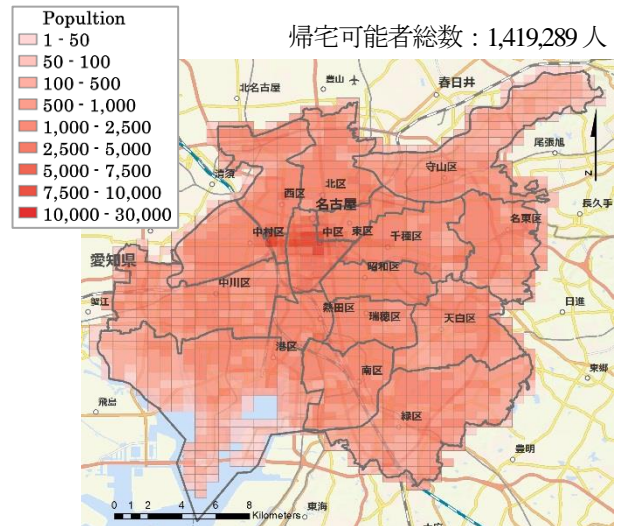 Popultion
1 - 50
50 - 100
100 - 500
500 - 1,000
1,000 - 2,500
2,500 - 5,000
5,000 - 7,500
7,500 - 10,000
10,000 - 30,000
帰宅可能者総数：1,419,289 人
豊山
春日井
北名古屋
尾張旭
清須
守山区
北区
西区
名古屋
長久手
名東区
中村区
中区
東区
千種区
愛知県
昭和区
中川区
蟹江
熱田区
瑞穂区
天白区
日進
港区
南区
東郷
飛島
緑区
豊明
東海
N
0 1 2 4 6 8
Kilometers